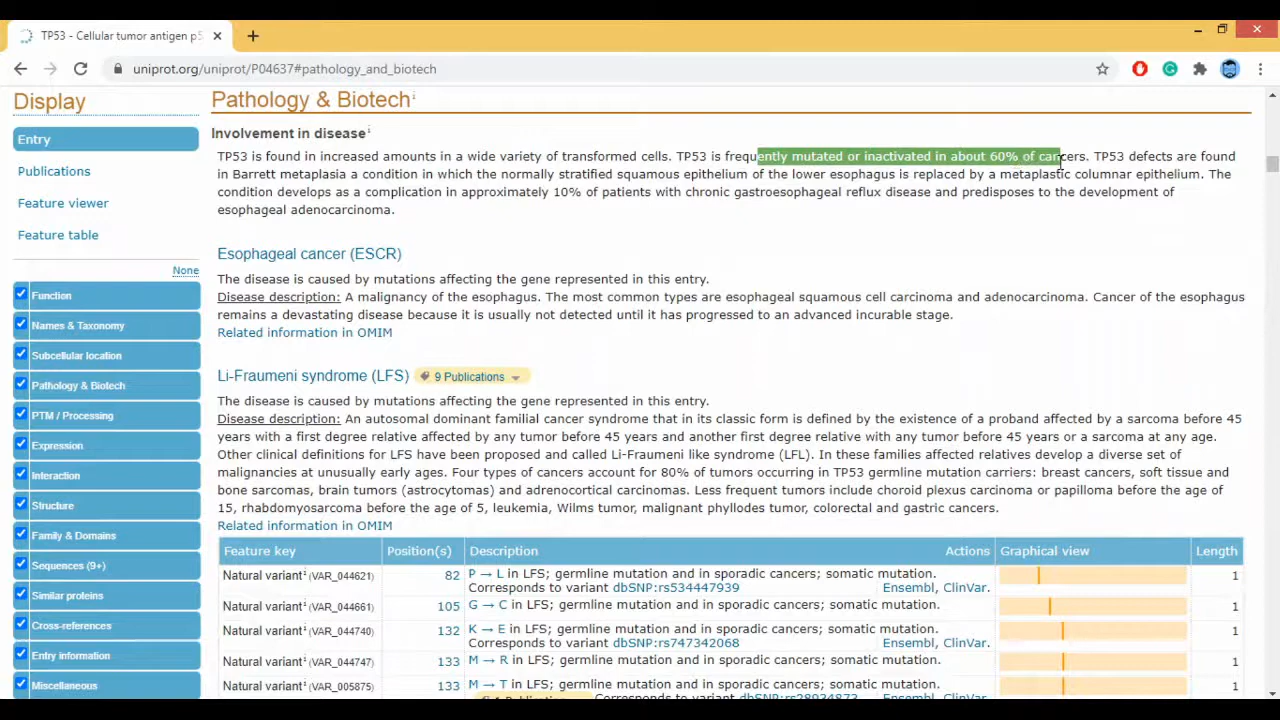 TP53 - Cellular tumor antigen p5
uniprot.org/uniprot/P04637#pathology_and_biotech
Display
Entry
Publications
Feature viewer
Feature table
None
Function
Names & Taxonomy
Subcellular location
Pathology & Biotech
PTM / Processing
Expression
Interaction
Structure
Family & Domains
Sequences (9+)
Similar proteins
Cross-references
Entry information
Miscellaneous
Pathology & Biotech i
Involvement in disease i
TP53 is found in increased amounts in a wide variety of transformed cells. TP53 is frequently mutated or inactivated in about 60% of cancers. TP53 defects are found
in Barrett metaplasia a condition in which the normally stratified squamous epithelium of the lower esophagus is replaced by a metaplastic columnar epithelium. The
condition develops as a complication in approximately 10% of patients with chronic gastroesophageal reflux disease and predisposes to the development of
esophageal adenocarcinoma.
Esophageal cancer (ESCR)
The disease is caused by mutations affecting the gene represented in this entry.
Disease description: A malignancy of the esophagus. The most common types are esophageal squamous cell carcinoma and adenocarcinoma. Cancer of the esophagus
remains a devastating disease because it is usually not detected until it has progressed to an advanced incurable stage.
Related information in OMIM
Li-Fraumeni syndrome (LFS) 9 Publications
The disease is caused by mutations affecting the gene represented in this entry.
Disease description: An autosomal dominant familial cancer syndrome that in its classic form is defined by the existence of a proband affected by a sarcoma before 45
years with a first degree relative affected by any tumor before 45 years and another first degree relative with any tumor before 45 years or a sarcoma at any age.
Other clinical definitions for LFS have been proposed and called Li-Fraumeni like syndrome (LFL). In these families affected relatives develop a diverse set of
malignancies at unusually early ages. Four types of cancers account for 80% of tumors occurring in TP53 germline mutation carriers: breast cancers, soft tissue and
bone sarcomas, brain tumors (astrocytomas) and adrenocortical carcinomas. Less frequent tumors include choroid plexus carcinoma or papilloma before the age of
15, rhabdomyosarcoma before the age of 5, leukemia, Wilms tumor, malignant phyllodes tumor, colorectal and gastric cancers.
Related information in OMIM
Feature key Position(s) Description Actions Graphical view Length
Natural variant i (VAR_044621) 82 P → L in LFS; germline mutation and in sporadic cancers; somatic mutation. 1
Corresponds to variant dbSNP:rs534447939 Ensembl, ClinVar.
Natural variant i (VAR_044661) 105 G → C in LFS; germline mutation and in sporadic cancers; somatic mutation. 1
Natural variant i (VAR_044740) 132 K → E in LFS; germline mutation and in sporadic cancers; somatic mutation. 1
Corresponds to variant dbSNP:rs747342068 Ensembl, ClinVar.
Natural variant i (VAR_044747) 133 M → R in LFS; germline mutation and in sporadic cancers; somatic mutation. 1
Natural variant i (VAR_005875) 133 M → T in LFS; germline mutation and in sporadic cancers; somatic mutation. 1
Corresponds to variant dbSNP:rs28934873 Ensembl, ClinVar.